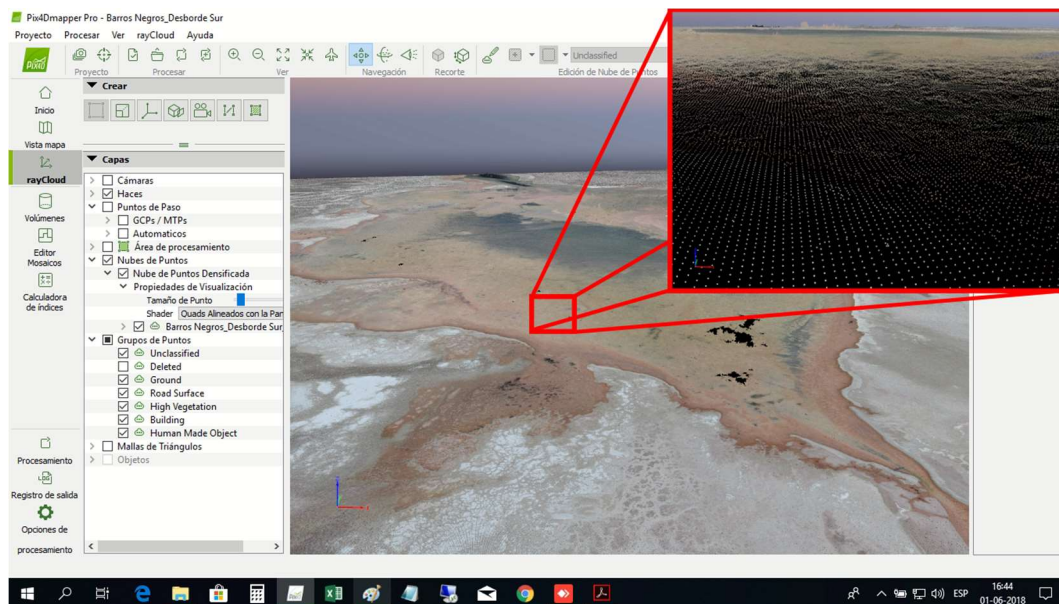 Pix4Dmapper Pro - Barros Negros_Desborde Sur
Proyecto Procesar Ver rayCloud Ayuda
Unclassified
Proyecto Procesar Ver Navegación Recorte Edición de Nube de Puntos
Inicio
Vista mapa
rayCloud
Volúmenes
Editor
Mosaicos
Calculadora
de índices
Procesamiento
Registro de salida
Opciones de
procesamiento
Crear
Capas
Cámaras
Haces
Puntos de Paso
GCPs / MTPs
Automaticos
Área de procesamiento
Nubes de Puntos
Nube de Puntos Densificada
Propiedades de Visualización
Tamaño de Punto
Shader Quads Alineados con la Pan
Barros Negros_Desborde Sur
Grupos de Puntos
Unclassified
Deleted
Ground
Road Surface
High Vegetation
Building
Human Made Object
Mallas de Triángulos
Objetos
ESP
16:44
01-06-2018